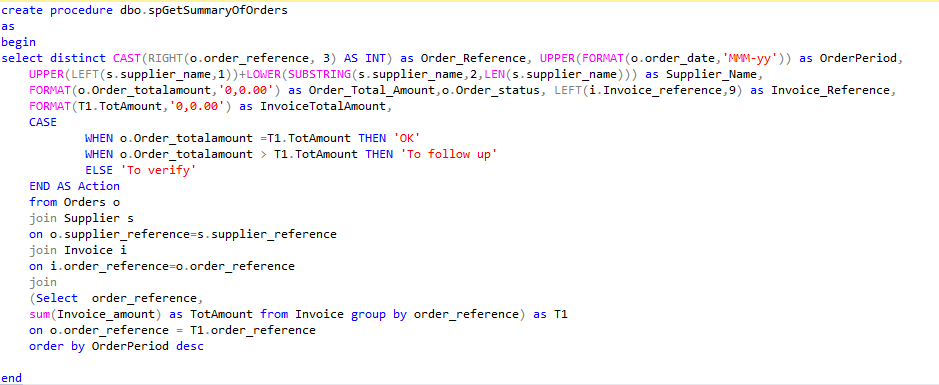 create procedure dbo.spGetSummaryOfOrders
as
begin
select distinct CAST(RIGHT(o.order_reference, 3) AS INT) as Order_Reference, UPPER(FORMAT(o.order_date,'MMM-yy')) as OrderPeriod,
UPPER(LEFT(s.supplier_name,1))+LOWER(SUBSTRING(s.supplier_name,2,LEN(s.supplier_name))) as Supplier_Name,
FORMAT(o.Order_totalamount,'0,0.00') as Order_Total_Amount,o.Order_status, LEFT(i.Invoice_reference,9) as Invoice_Reference,
FORMAT(T1.TotAmount,'0,0.00') as InvoiceTotalAmount,
CASE
WHEN o.Order_totalamount =T1.TotAmount THEN 'OK'
WHEN o.Order_totalamount > T1.TotAmount THEN 'To follow up'
ELSE 'To verify'
END AS Action
from Orders o
join Supplier s
on o.supplier_reference=s.supplier_reference
join Invoice i
on i.order_reference=o.order_reference
join
(Select  order_reference,
sum(Invoice_amount) as TotAmount from Invoice group by order_reference) as T1
on o.order_reference = T1.order_reference
order by OrderPeriod desc
end